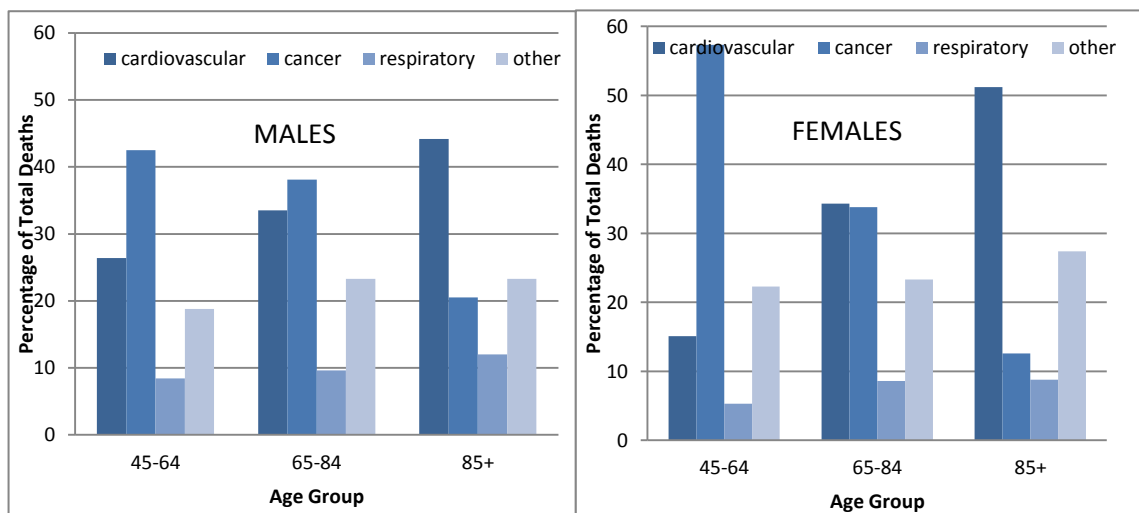 60
50
40
30
20
10
0
Percentage of Total Deaths
cardiovascular cancer respiratory other
MALES
45-64 65-84 85+
Age Group
60
50
40
30
20
10
0
Percentage of Total Deaths
cardiovascular cancer respiratory other
FEMALES
45-64 65-84 85+
Age Group